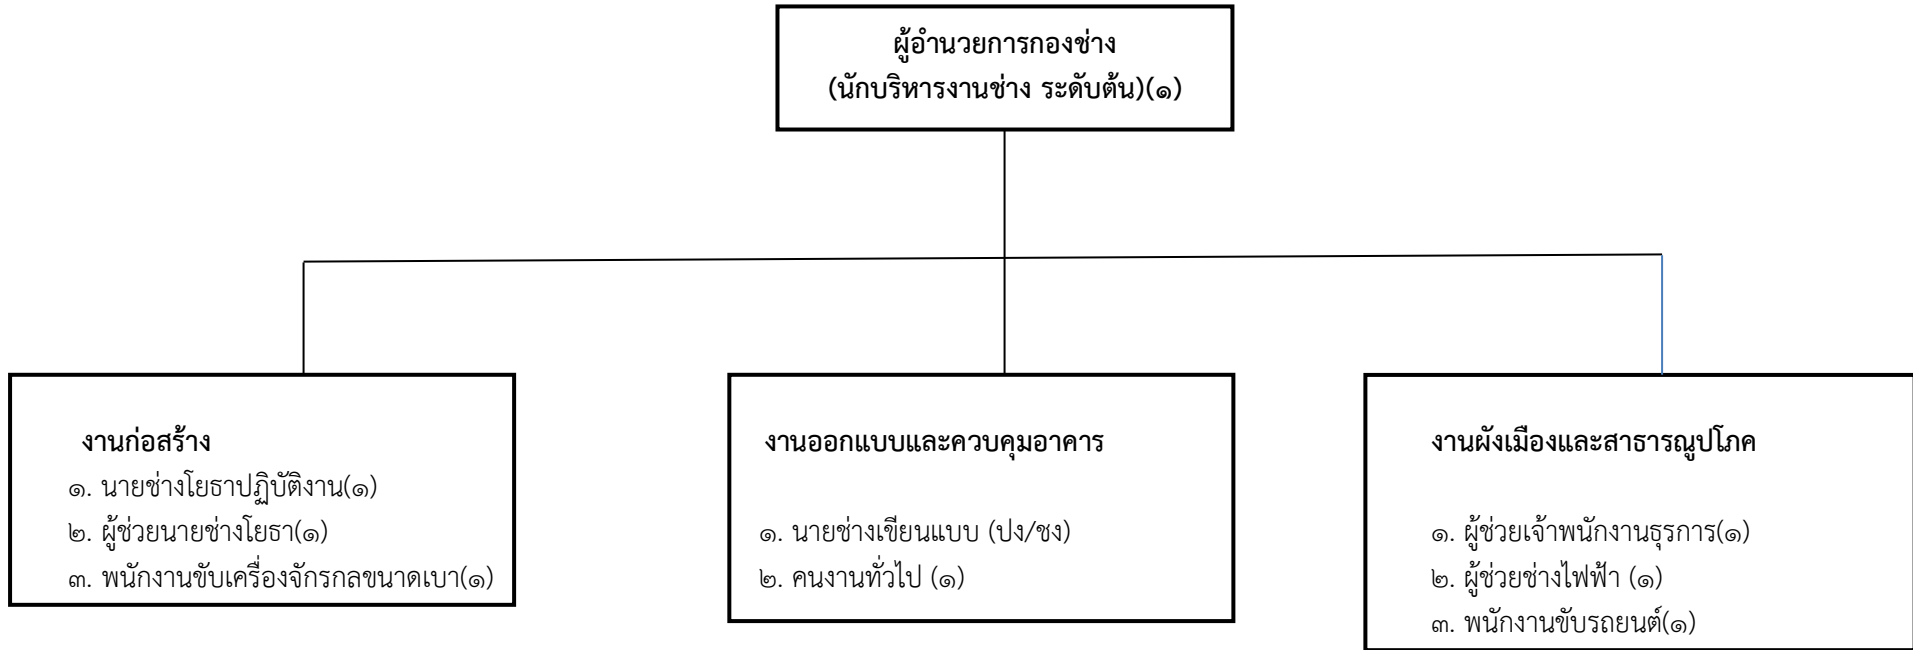 ผู้อำนวยการกองช่าง
(นักบริหารงานช่าง ระดับต้น)(๑)
งานก่อสร้าง
๑. นายช่างโยธาปฏิบัติงาน(๑)
๒. ผู้ช่วยนายช่างโยธา(๑)
๓. พนักงานขับเครื่องจักรกลขนาดเบา(๑)
งานออกแบบและควบคุมอาคาร
๑. นายช่างเขียนแบบ (ปง/ชง)
๒. คนงานทั่วไป (๑)
งานผังเมืองและสาธารณูปโภค
๑. ผู้ช่วยเจ้าพนักงานธุรการ(๑)
๒. ผู้ช่วยช่างไฟฟ้า (๑)
๓. พนักงานขับรถยนต์(๑)